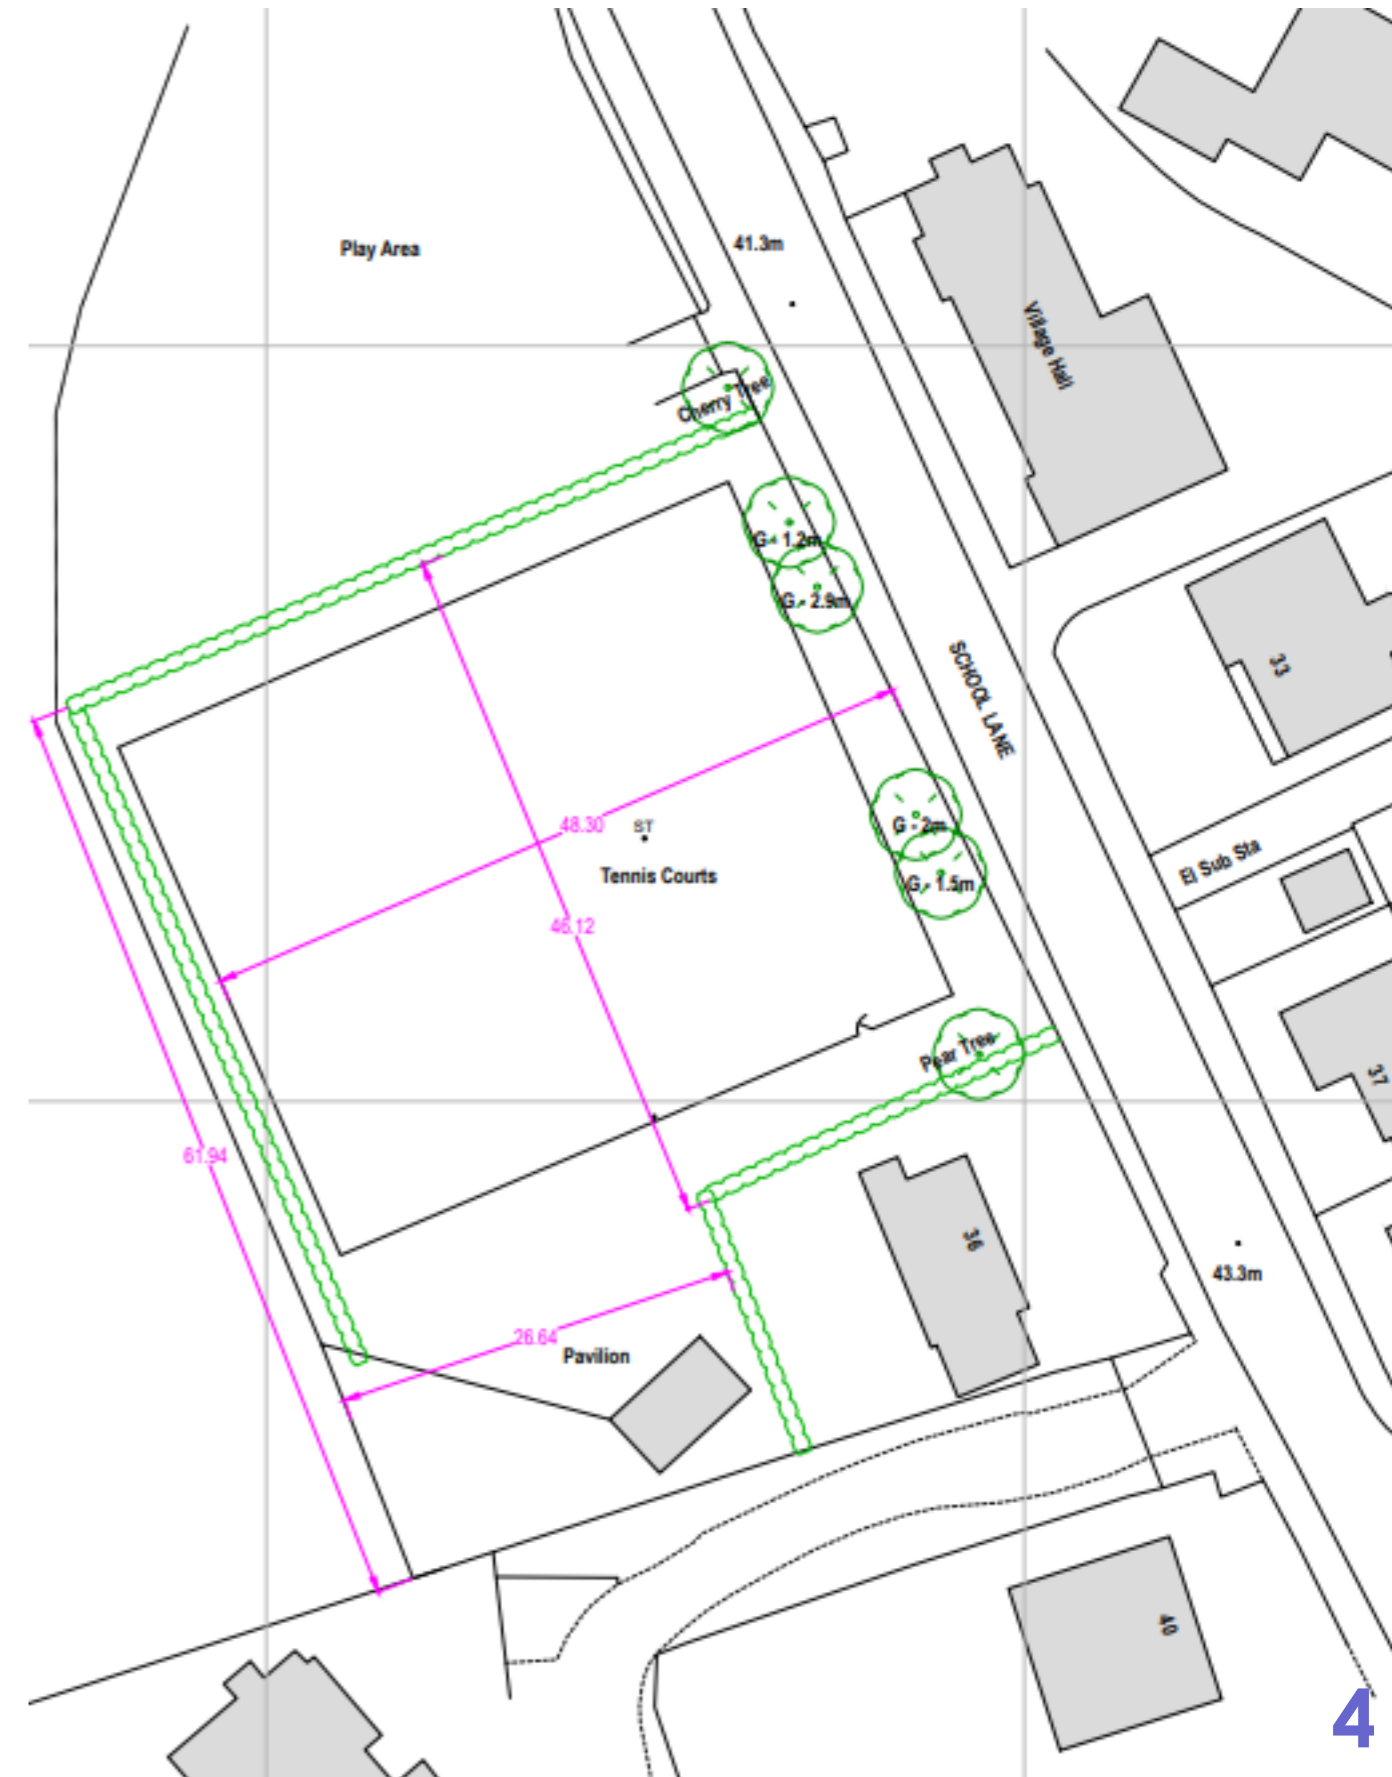 41.3m
Play Area
Village Hall
Cherry Tree
G - 1.2m
G - 2.9m
SCHOOL LANE
33
48.30
ST
G - 2m
Tennis Courts
El Sub Sta
G - 1.5m
46.12
Pear Tree
37
61.94
36
43.3m
26.64
Pavilion
40
4